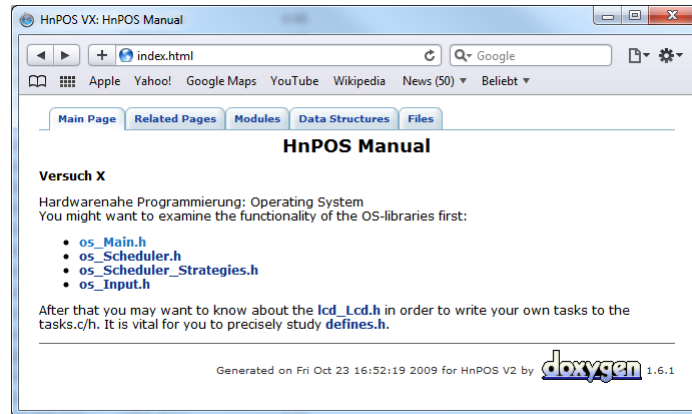 HnPOS VX: HnPOS Manual
index.html
Google
Apple Yahoo! Google Maps YouTube Wikipedia News (50) Beliebt
Main Page Related Pages Modules Data Structures Files
HnPOS Manual
Versuch X
Hardwarenahe Programmierung: Operating System
You might want to examine the functionality of the OS-libraries first:
os_Main.h
os_Scheduler.h
os_Scheduler_Strategies.h
os_Input.h
After that you may want to know about the lcd_Lcd.h in order to write your own tasks to the
tasks.c/h. It is vital for you to precisely study defines.h.
Generated on Fri Oct 23 16:52:19 2009 for HnPOS V2 by doxygen 1.6.1